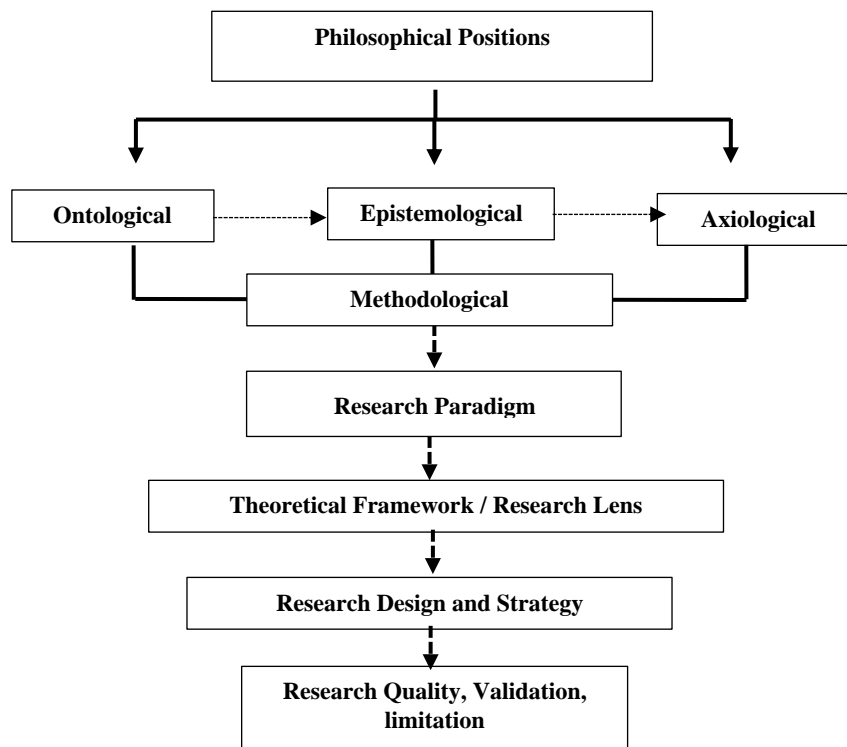 Philosophical Positions
Ontological
Epistemological
Axiological
Methodological
Research Paradigm
Theoretical Framework / Research Lens
Research Design and Strategy
Research Quality, Validation,
limitation